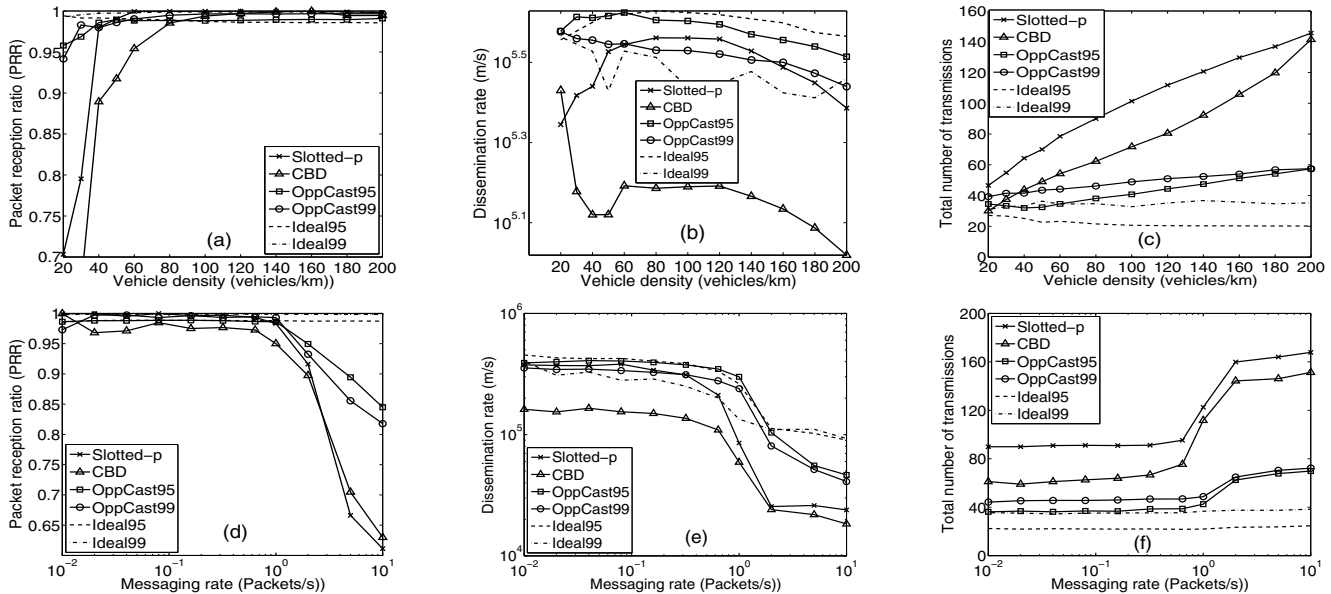 1
0.95
0.9
0.85
0.8
0.75
0.7
Packet reception ratio (PRR)
Slotted−p
CBD
OppCast95
OppCast99
Ideal95
Ideal99
(a)
20 40 60 80 100 120 140 160 180 200
Vehicle density (vehicles/km))
10^5.5
10^5.3
10^5.1
Dissemination rate (m/s)
Slotted−p
CBD
OppCast95
OppCast99
Ideal95
Ideal99
(b)
20 40 60 80 100 120 140 160 180 200
Vehicle density (vehicles/km)
160
140
120
100
80
60
40
20
0
Total number of transmissions
Slotted−p
CBD
OppCast95
OppCast99
Ideal95
Ideal99
(c)
20 40 60 80 100 120 140 160 180 200
Vehicle density (vehicles/km)
1
0.95
0.9
0.85
0.8
0.75
0.7
0.65
Packet reception ratio (PRR)
Slotted−p
CBD
OppCast95
OppCast99
Ideal95
Ideal99
(d)
10^−2 10^−1 10^0 10^1
Messaging rate (Packets/s))
10^6
10^5
10^4
Dissemination rate (m/s)
Slotted−p
CBD
OppCast95
OppCast99
Ideal95
Ideal99
(e)
10^−2 10^−1 10^0 10^1
Messaging rate (Packets/s))
200
160
120
80
40
0
Total number of transmissions
Slotted−p
CBD
OppCast95
OppCast99
Ideal95
Ideal99
(f)
10^−2 10^−1 10^0 10^1
Messaging rate (Packets/s))